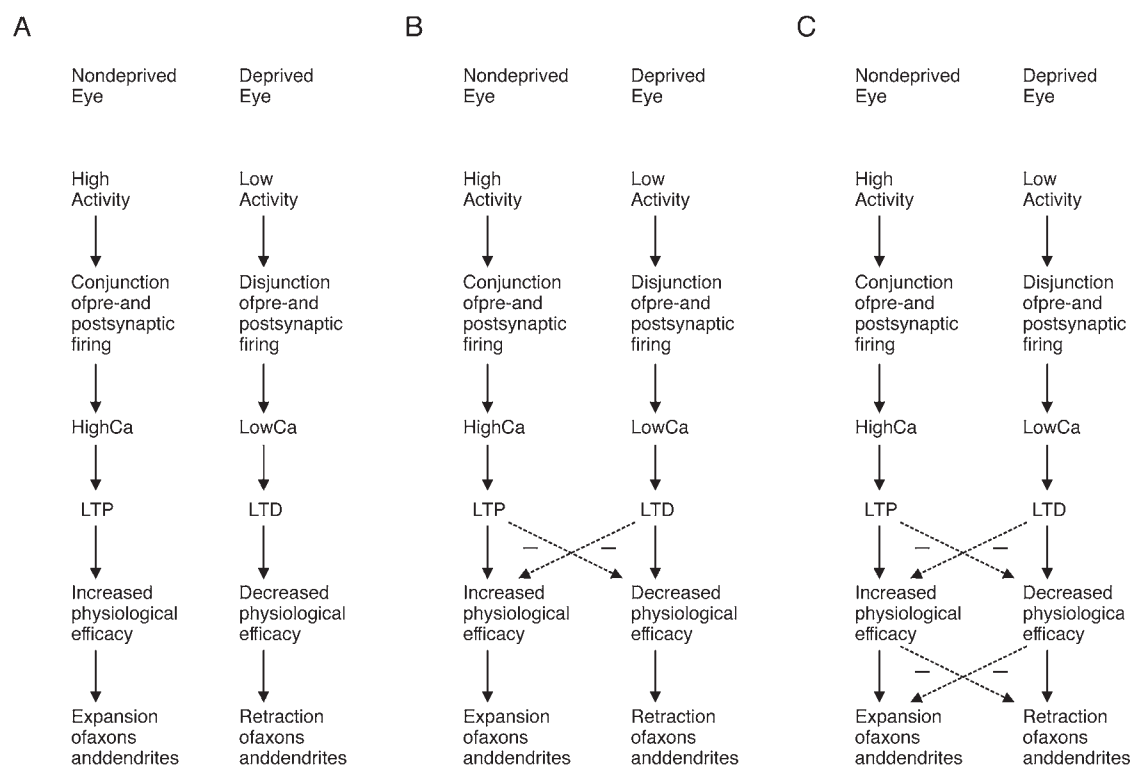 A
Nondeprived
Eye
Deprived
Eye
High
Activity
Low
Activity
Conjunction
ofpre-and
postsynaptic
firing
Disjunction
ofpre-and
postsynaptic
firing
HighCa
LowCa
LTP
LTD
Increased
physiological
efficacy
Decreased
physiological
efficacy
Expansion
ofaxons
anddendrites
Retraction
ofaxons
anddendrites
B
Nondeprived
Eye
Deprived
Eye
High
Activity
Low
Activity
Conjunction
ofpre-and
postsynaptic
firing
Disjunction
ofpre-and
postsynaptic
firing
HighCa
LowCa
LTP
LTD
– –
Increased
physiological
efficacy
Decreased
physiological
efficacy
Expansion
ofaxons
anddendrites
Retraction
ofaxons
anddendrites
C
Nondeprived
Eye
Deprived
Eye
High
Activity
Low
Activity
Conjunction
ofpre-and
postsynaptic
firing
Disjunction
ofpre-and
postsynaptic
firing
HighCa
LowCa
LTP
LTD
– –
Increased
physiological
efficacy
Decreased
physiologica
efficacy
– –
Expansion
ofaxons
anddendrites
Retraction
ofaxons
anddendrites